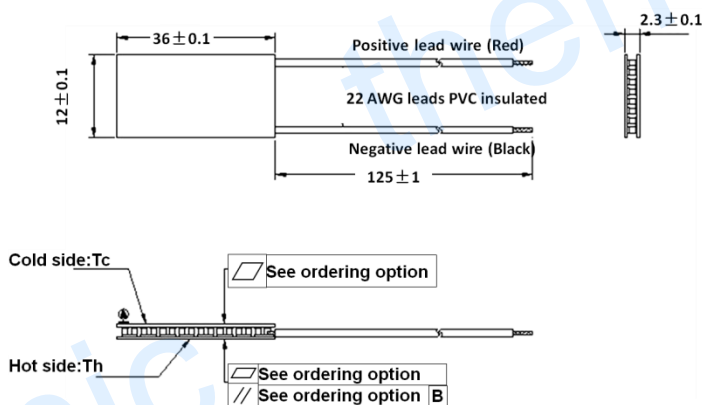 2.3±0.1
36±0.1
Positive lead wire (Red)
12±0.1
22 AWG leads PVC insulated
Negative lead wire (Black)
125±1
Cold side:Tc
See ordering option
A
Hot side:Th
See ordering option
// See ordering option B